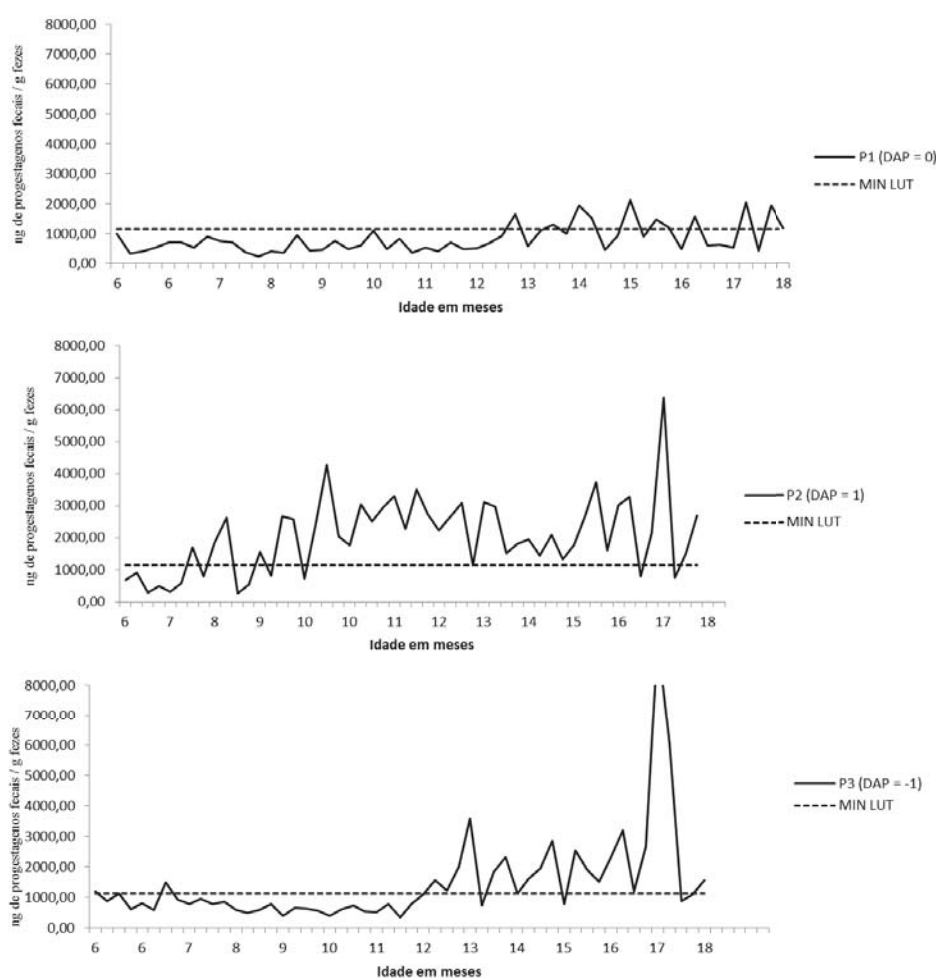 ng de progestagenos fecais / g fezes
8000,00
7000,00
6000,00
5000,00
4000,00
3000,00
2000,00
1000,00
0,00
6 6 7 8 8 9 10 10 11 12 13 14 15 16 17 18
P1 (DAP = 0)
MIN LUT
Idade em meses
ng de progestagenos fecais / g fezes
8000,00
7000,00
6000,00
5000,00
4000,00
3000,00
2000,00
1000,00
0,00
6 7 8 9 10 10 11 12 13 14 15 16 17 18
P2 (DAP = 1)
MIN LUT
Idade em meses
ng de progestagenos fecais / g fezes
8000,00
7000,00
6000,00
5000,00
4000,00
3000,00
2000,00
1000,00
0,00
6 6 7 8 9 10 11 12 13 14 15 16 17 18
P3 (DAP = -1)
MIN LUT
Idade em meses